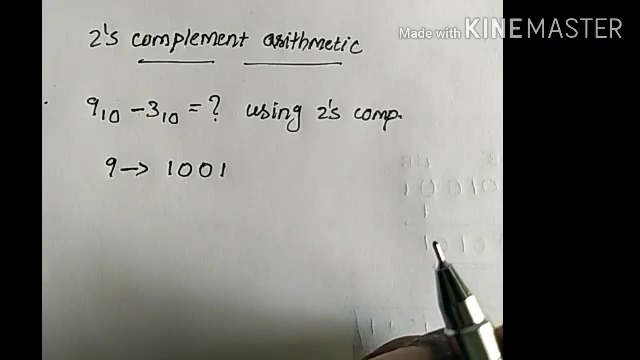 Made with KINEMASTER
2's complement arithmetic
9₁₀ - 3₁₀ = ? using 2's comp.
9 → 1001